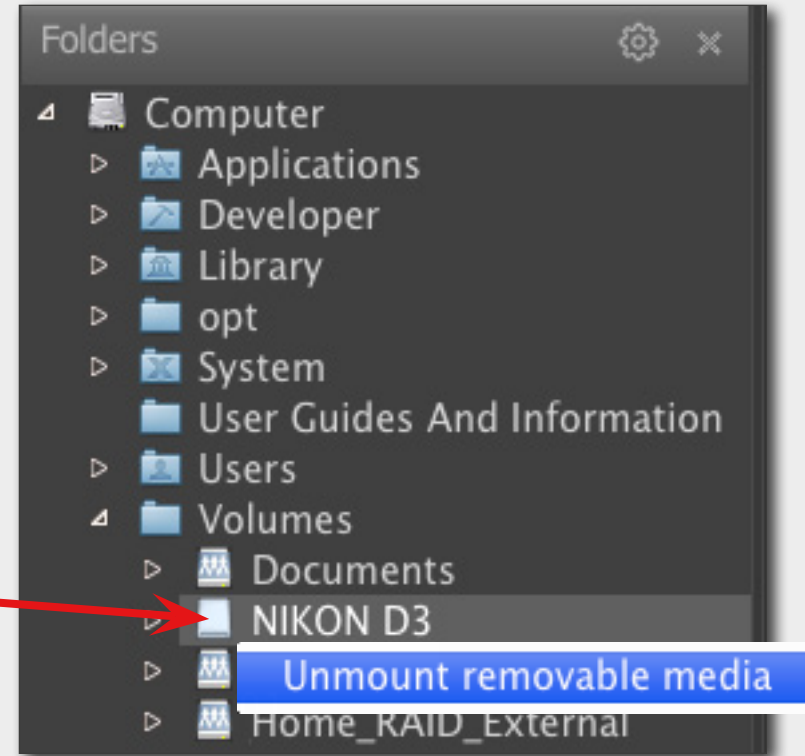 Folders
Computer
Applications
Developer
Library
opt
System
User Guides And Information
Users
Volumes
Documents
NIKON D3
Unmount removable media
Home_RAID_External